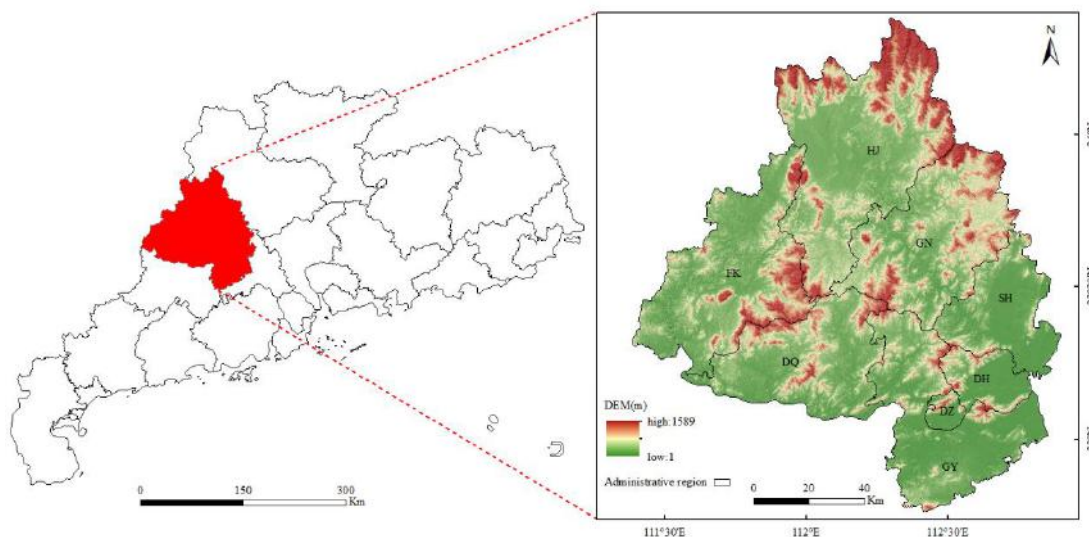 N
HJ
GN
FK
SH
DQ
DH
DZ
GY
DEM(m)
high:1589
low:1
Administrative region
0 150 300
Km
0 20 40
Km
111°30'E 112°E 112°30'E